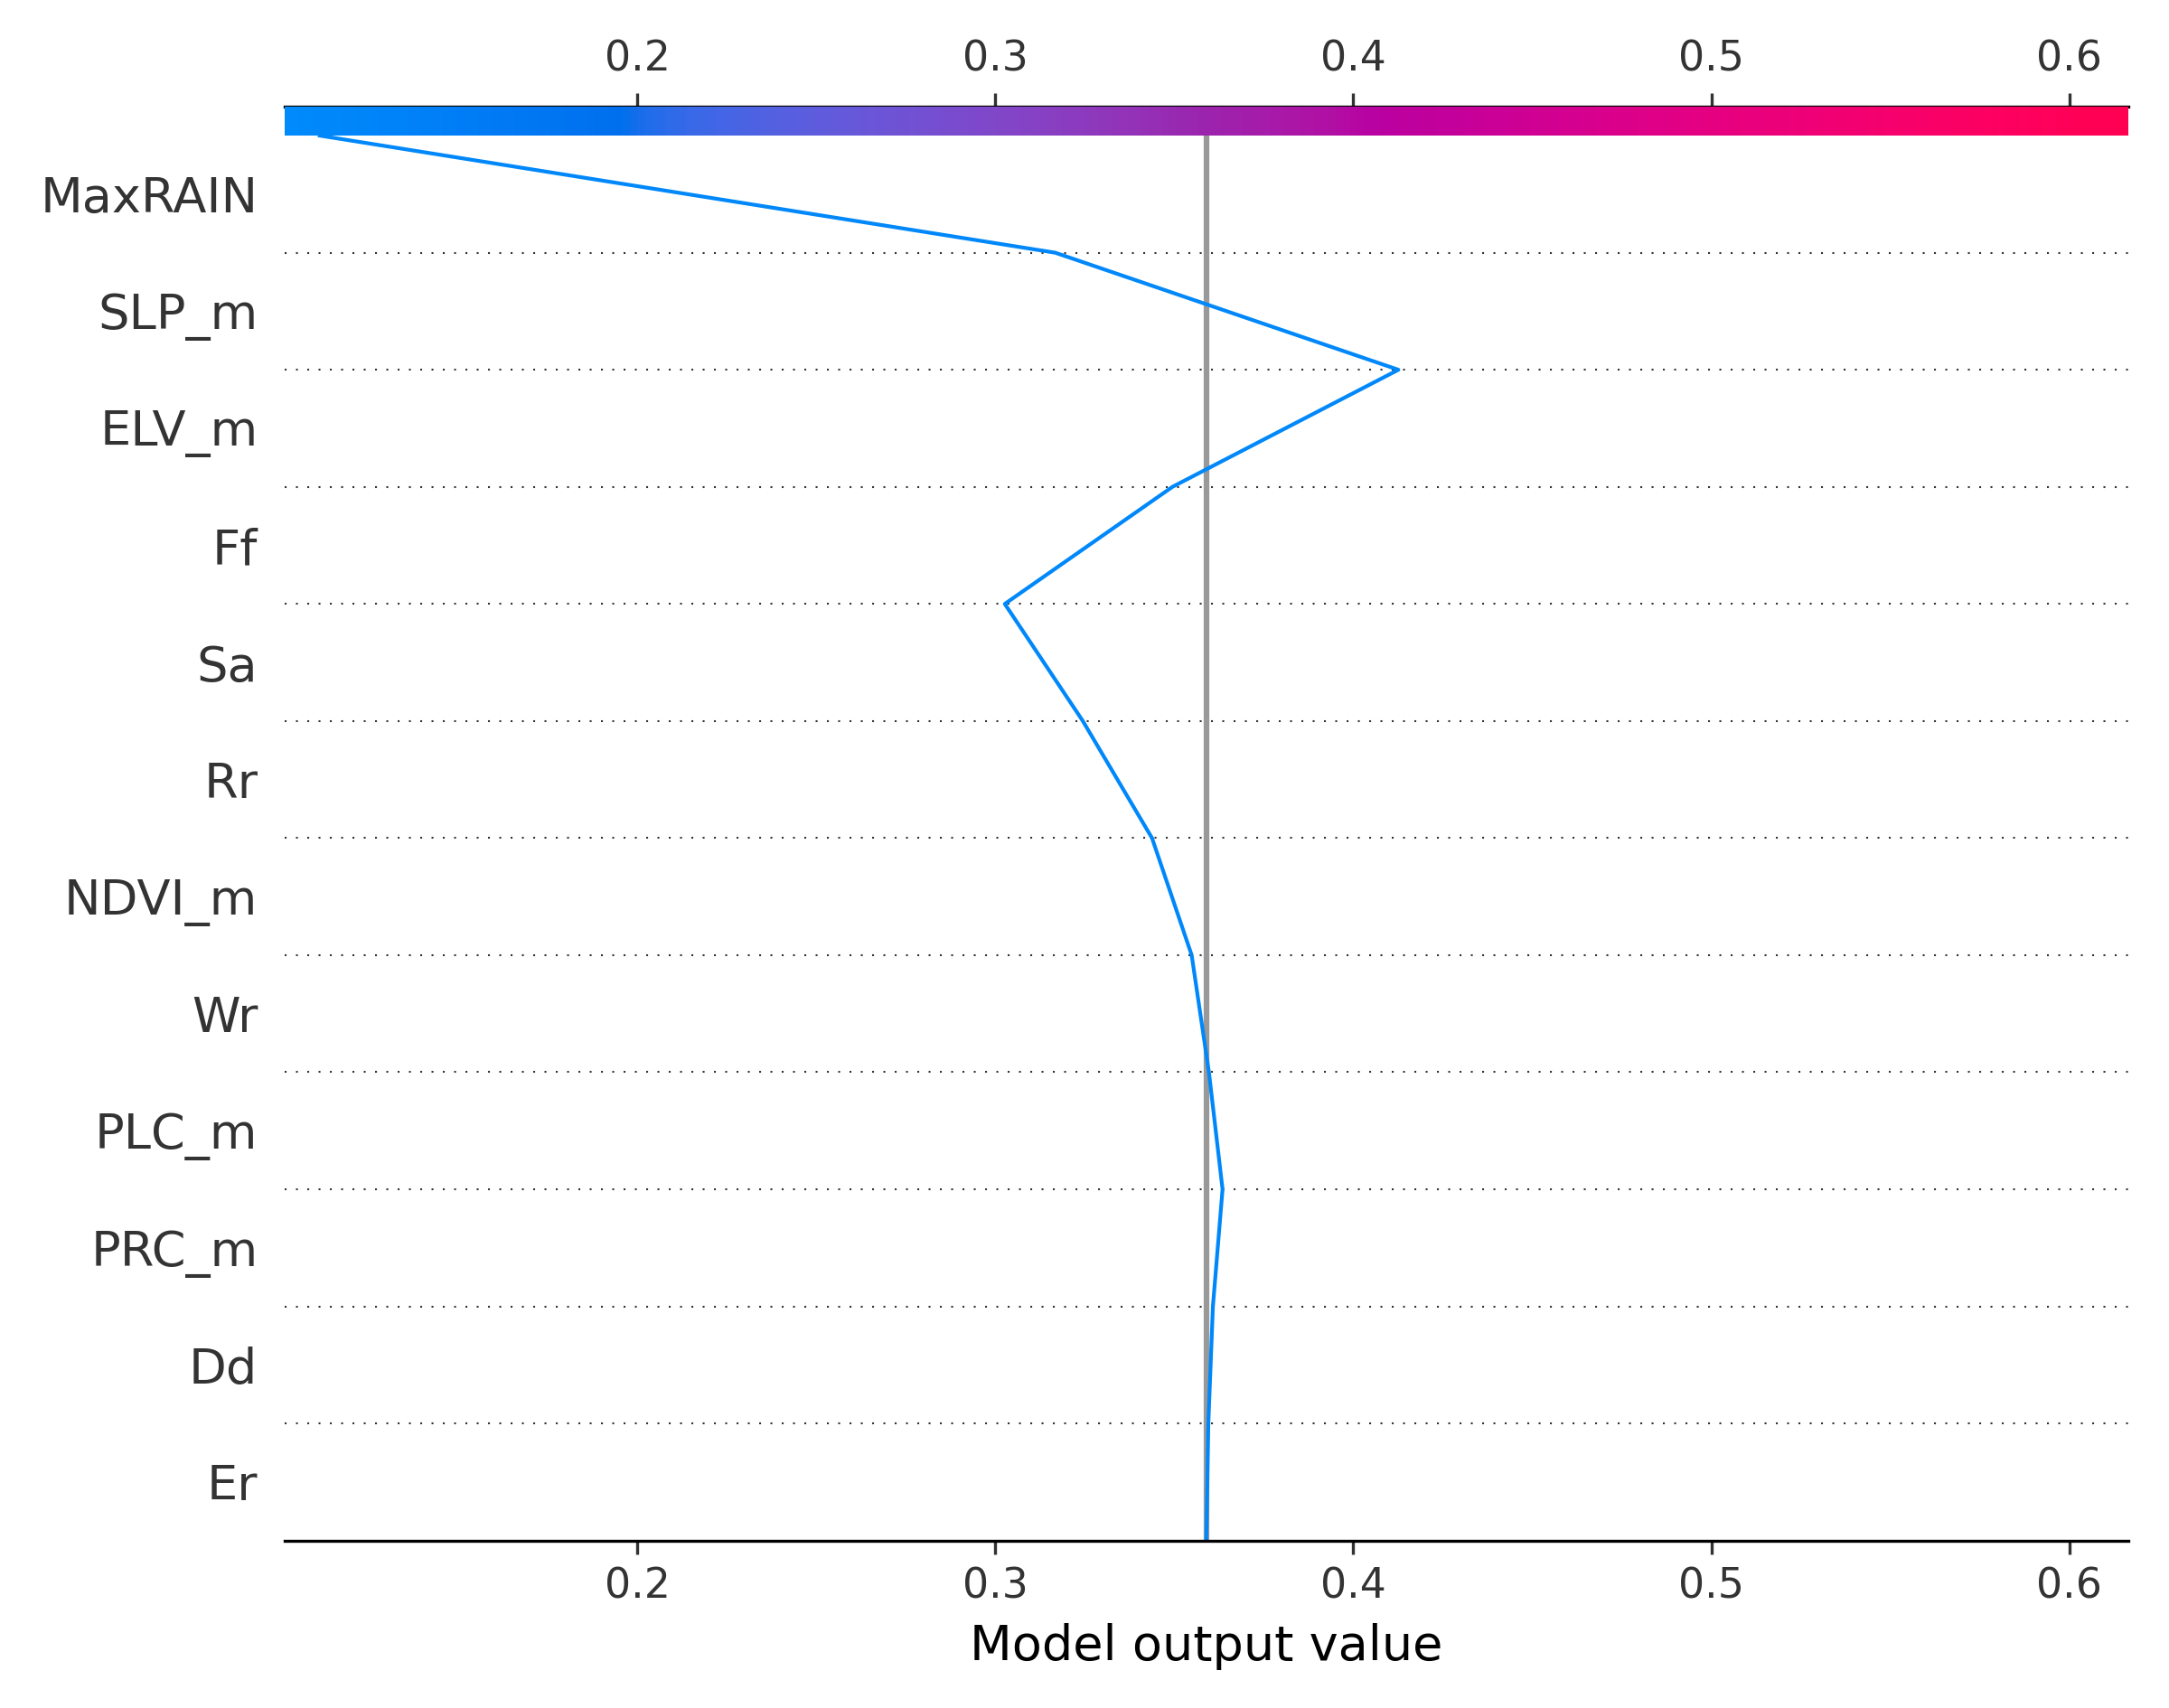 0.2 0.3 0.4 0.5 0.6
MaxRAIN
SLP_m
ELV_m
Ff
Sa
Rr
NDVI_m
Wr
PLC_m
PRC_m
Dd
Er
0.2 0.3 0.4 0.5 0.6
Model output value